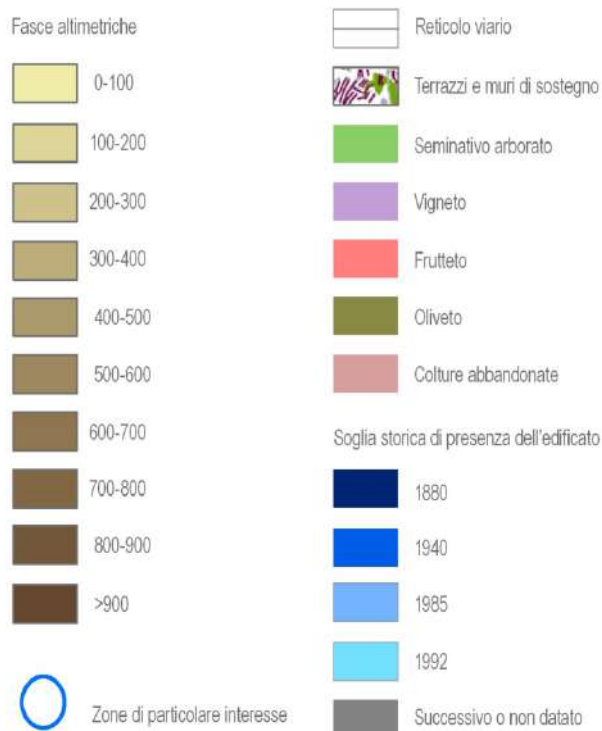 Fasce altimetriche
0-100
100-200
200-300
300-400
400-500
500-600
600-700
700-800
800-900
>900
Zone di particolare interesse
Reticolo viario
Terrazzi e muri di sostegno
Seminativo arborato
Vigneto
Frutteto
Oliveto
Colture abbandonate
Soglia storica di presenza dell'edificato
1880
1940
1985
1992
Successivo o non datato